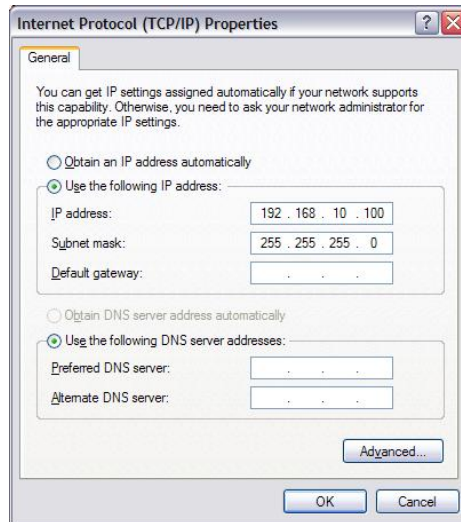 Internet Protocol (TCP/IP) Properties
General
You can get IP settings assigned automatically if your network supports
this capability. Otherwise, you need to ask your network administrator for
the appropriate IP settings.
Obtain an IP address automatically
Use the following IP address:
IP address: 192 . 168 . 10 . 100
Subnet mask: 255 . 255 . 255 . 0
Default gateway: . . .
Obtain DNS server address automatically
Use the following DNS server addresses:
Preferred DNS server: . . .
Alternate DNS server: . . .
Advanced...
OK Cancel